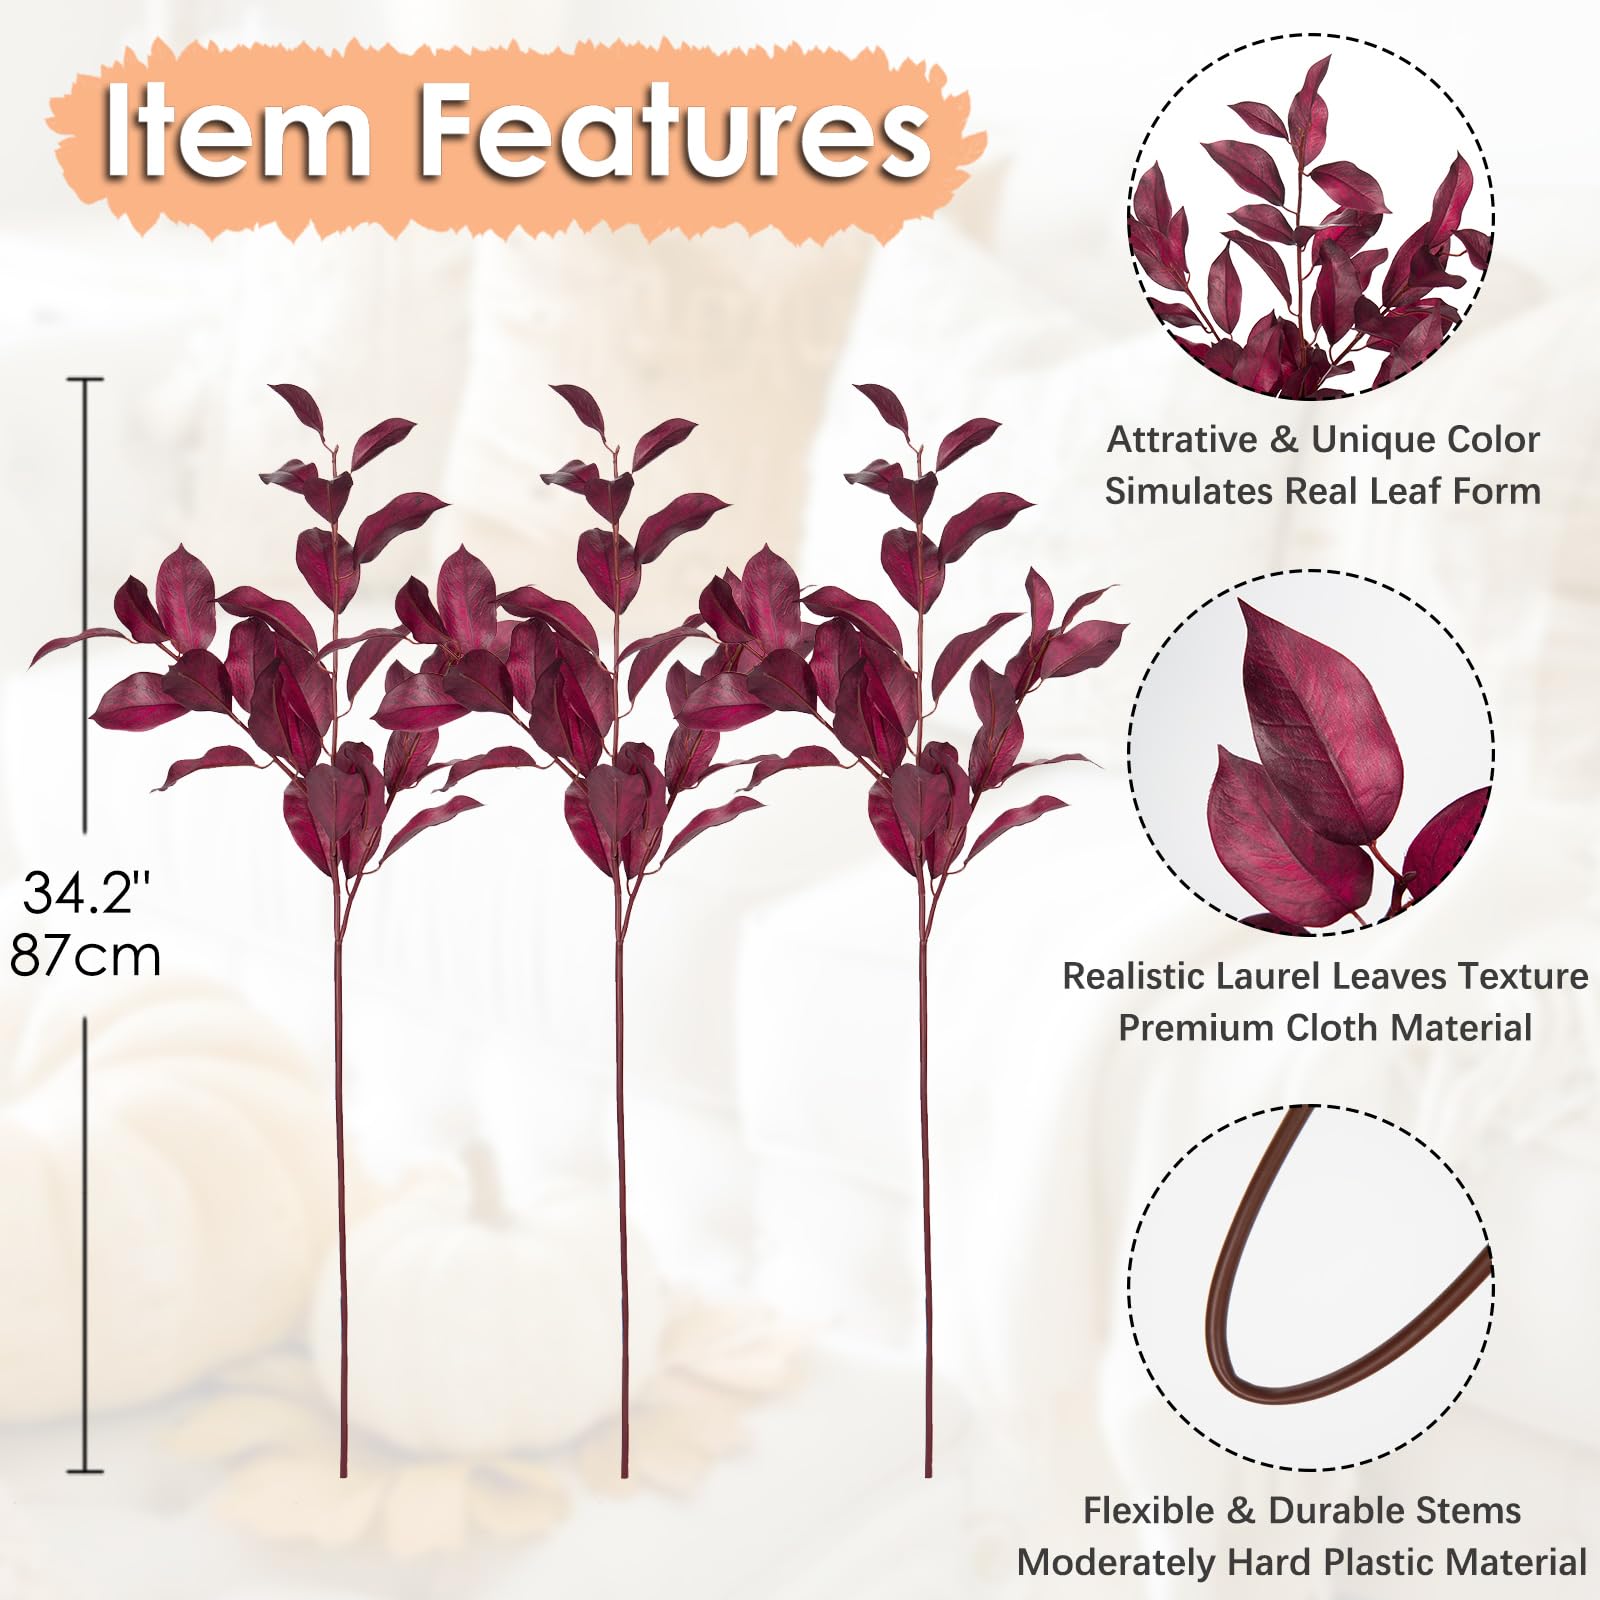 Item Features
34.2"
87cm
Attrative & Unique Color
Simulates Real Leaf Form
Realistic Laurel Leaves Texture
Premium Cloth Material
Flexible & Durable Stems
Moderately Hard Plastic Material